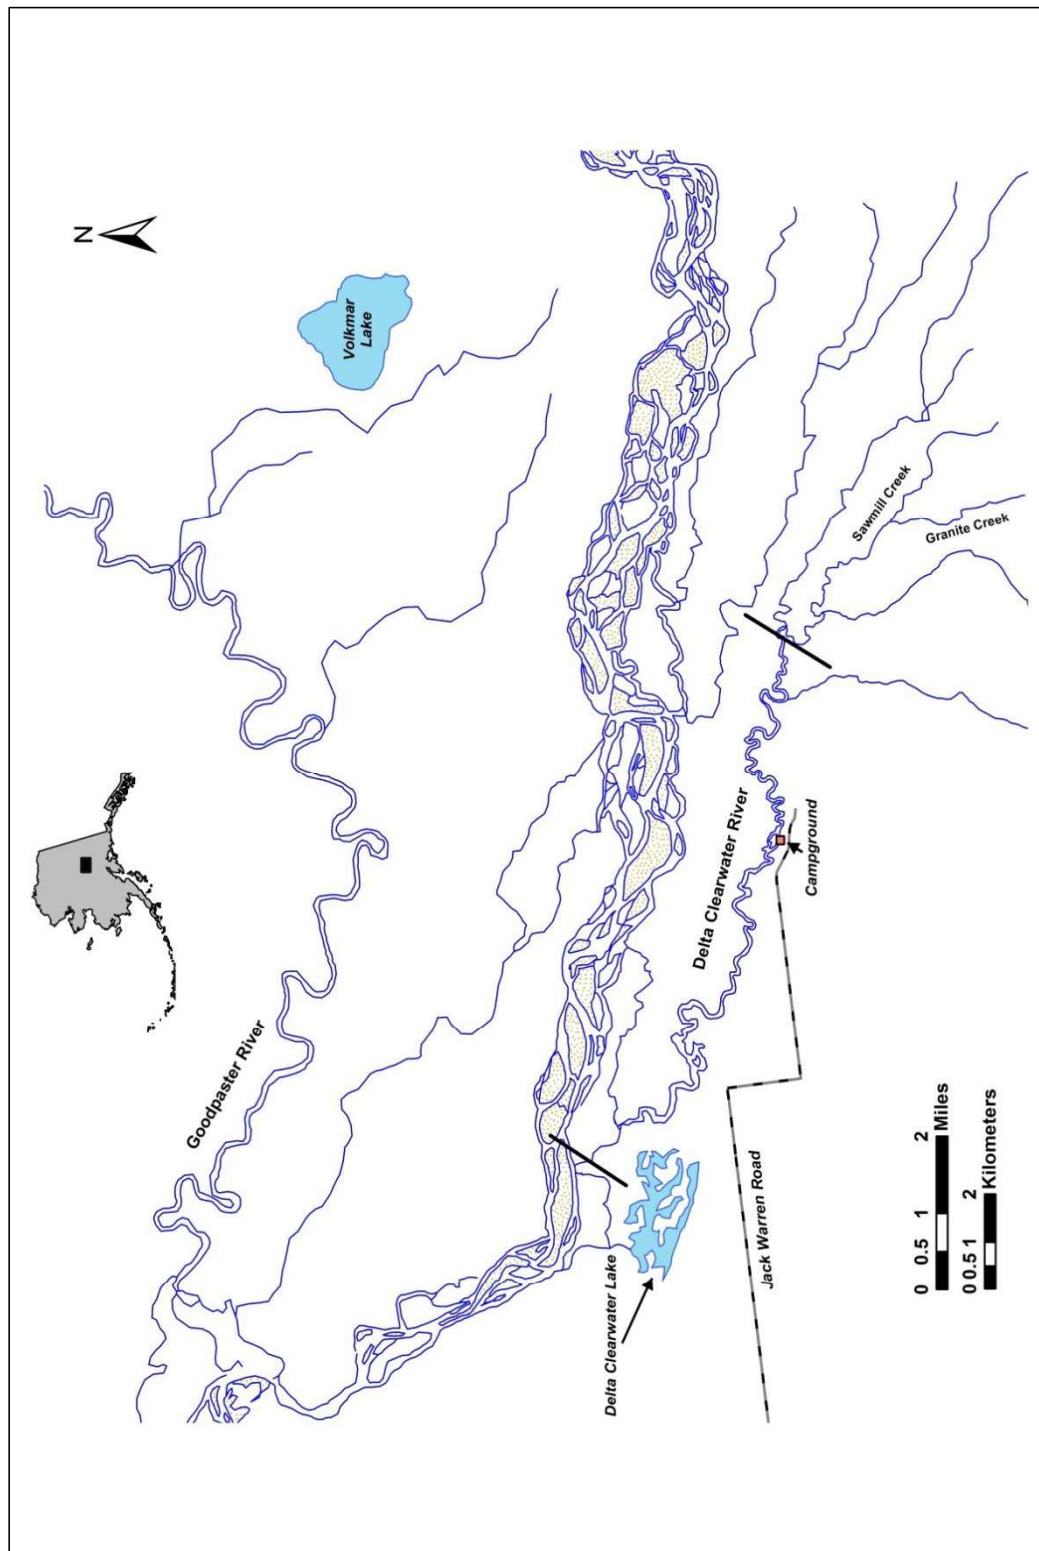 N
Volkmar
Lake
Goodpaster River
Sawmill Creek
Granite Creek
Delta Clearwater River
Campground
Delta Clearwater Lake
Jack Warren Road
0 0.5 1 2
Miles
0 0.5 1 2
Kilometers